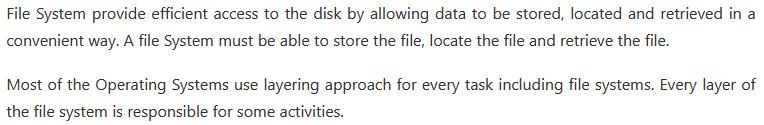 File System provide efficient access to the disk by allowing data to be stored, located and retrieved in a
convenient way. A file System must be able to store the file, locate the file and retrieve the file.
Most of the Operating Systems use layering approach for every task including file systems. Every layer of
the file system is responsible for some activities.